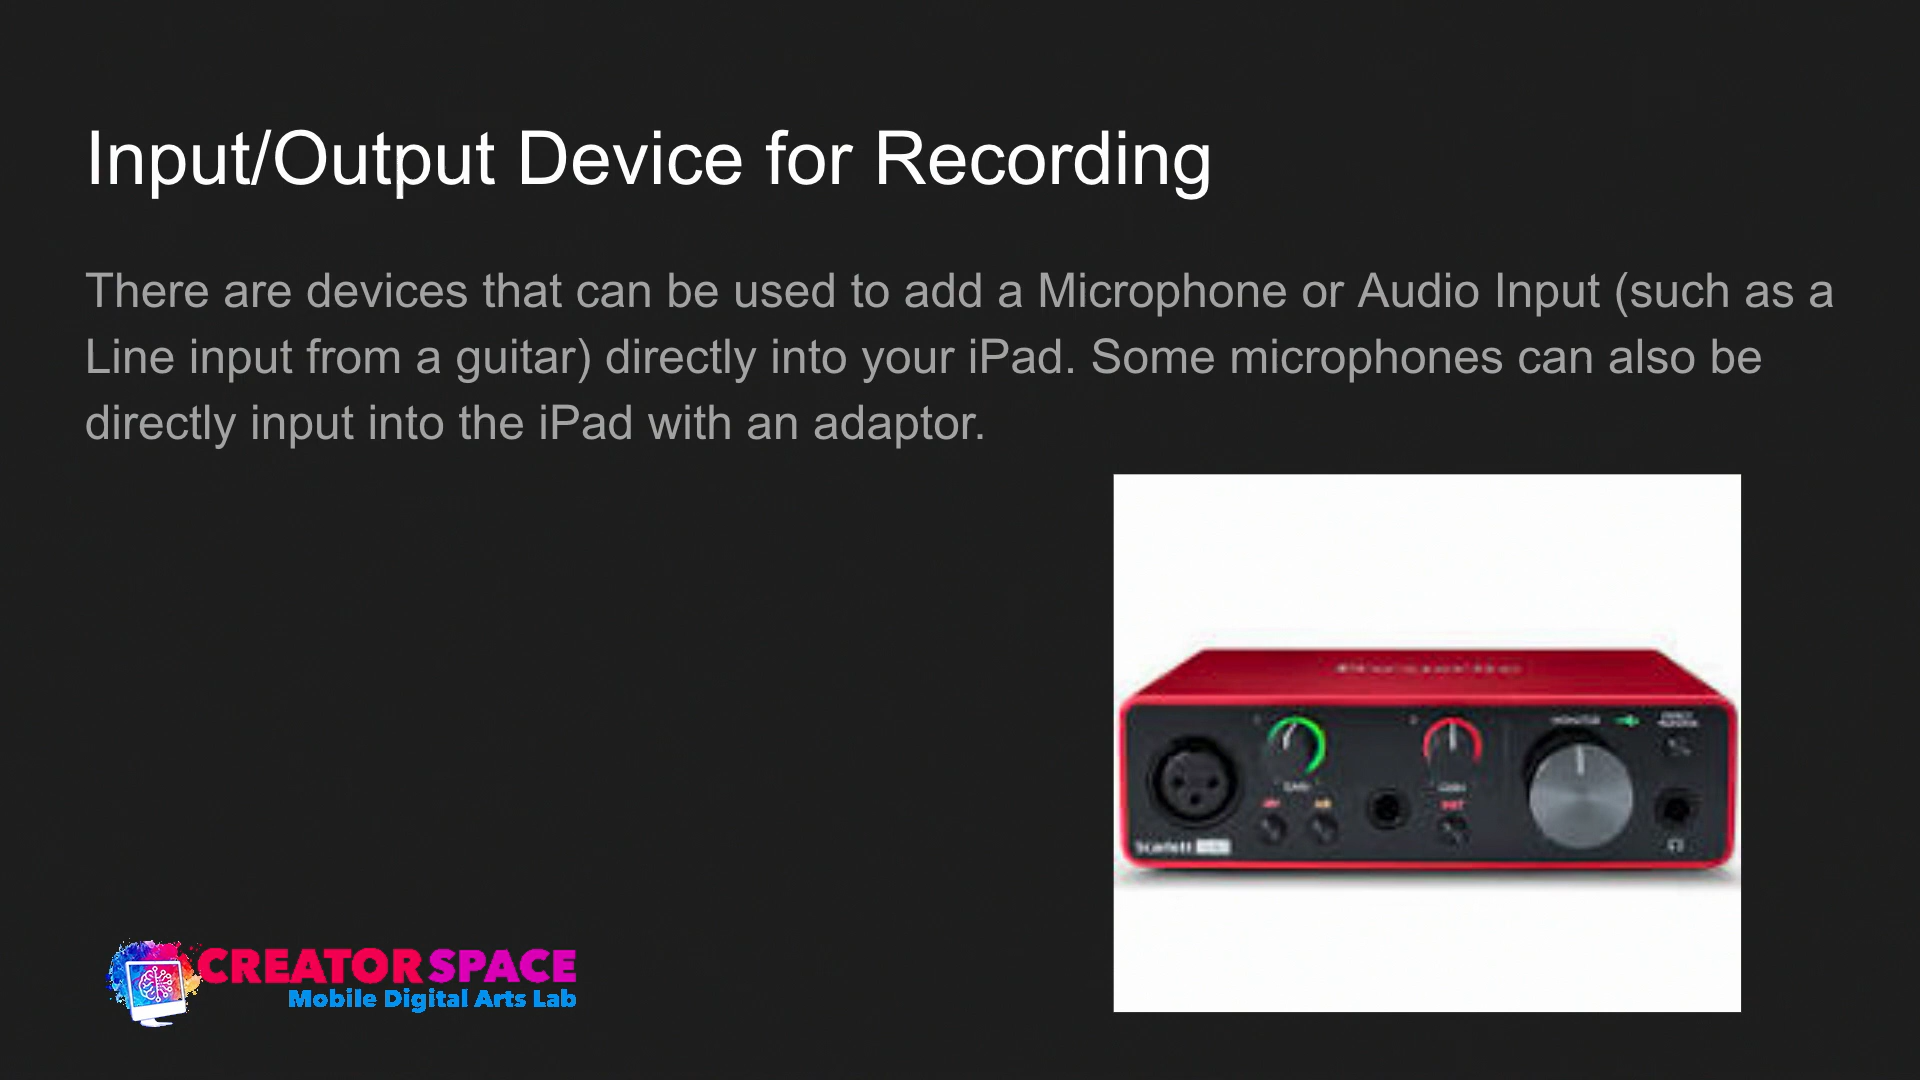 Input/Output Device for Recording
There are devices that can be used to add a Microphone or Audio Input (such as a
Line input from a guitar) directly into your iPad. Some microphones can also be
directly input into the iPad with an adaptor.
Scarlett
CREATORSPACE
Mobile Digital Arts Lab